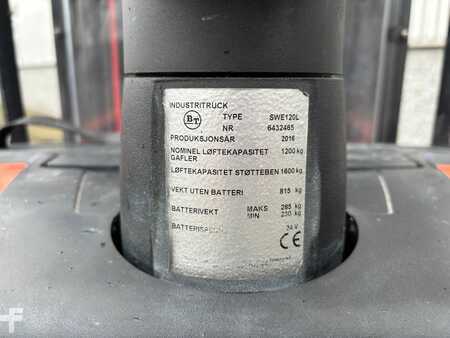 INDUSTRITRUCK
BT TYPE SWE120L
NR 6432465
PRODUKSJONSÅR 2016
NOMINEL LØFTEKAPASITET 1200 kg
GAFLER
LØFTEKAPASITET STØTTEBEN 1600 kg
VEKT UTEN BATTERI 815 kg
BATTERIVEKT MAKS 285 kg
MIN 230 kg
24 V
CE